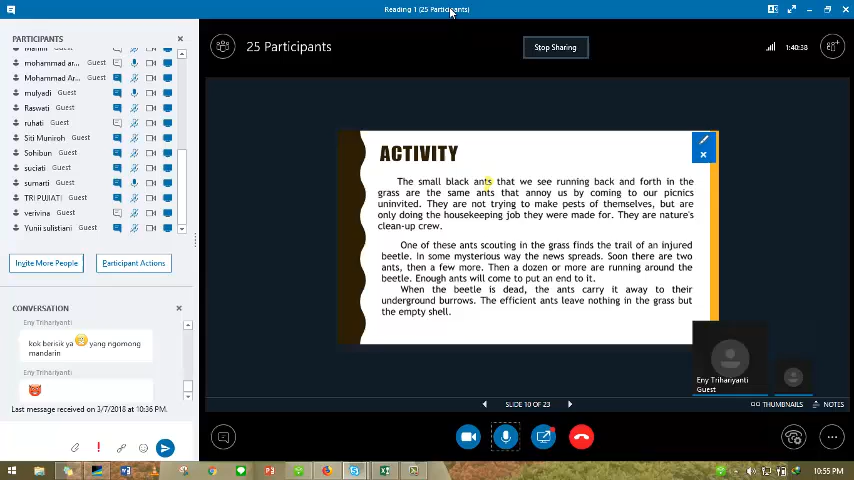 Reading 1 (25 Participants)
PARTICIPANTS
mohammad ar... Guest
Mohammad Ar...
mulyadi Guest
Raswati Guest
ruhati Guest
Siti Muniroh Guest
Sohibun Guest
suciati Guest
sumarti Guest
TRI PUJIATI Guest
verivina Guest
Yunii sulistiani Guest
Invite More People
Participant Actions
CONVERSATION
Eny Trihariyanti
kok berisik ya yang ngomong
mandarin
Eny Trihariyanti
Last message received on 3/7/2018 at 10:36 PM.
25 Participants
Stop Sharing
1:40:38
ACTIVITY
The small black ants that we see running back and forth in the
grass are the same ants that annoy us by coming to our picnics
uninvited. They are not trying to make pests of themselves, but are
only doing the housekeeping job they were made for. They are nature's
clean-up crew.
One of these ants scouting in the grass finds the trail of an injured
beetle. In some mysterious way the news spreads. Soon there are two
ants, then a few more. Then a dozen or more are running around the
beetle. Enough ants will come to put an end to it.
When the beetle is dead, the ants carry it away to their
underground burrows. The efficient ants leave nothing in the grass but
the empty shell.
Eny Trihariyanti
Guest
SLIDE 10 OF 23
THUMBNAILS
NOTES
10:55 PM